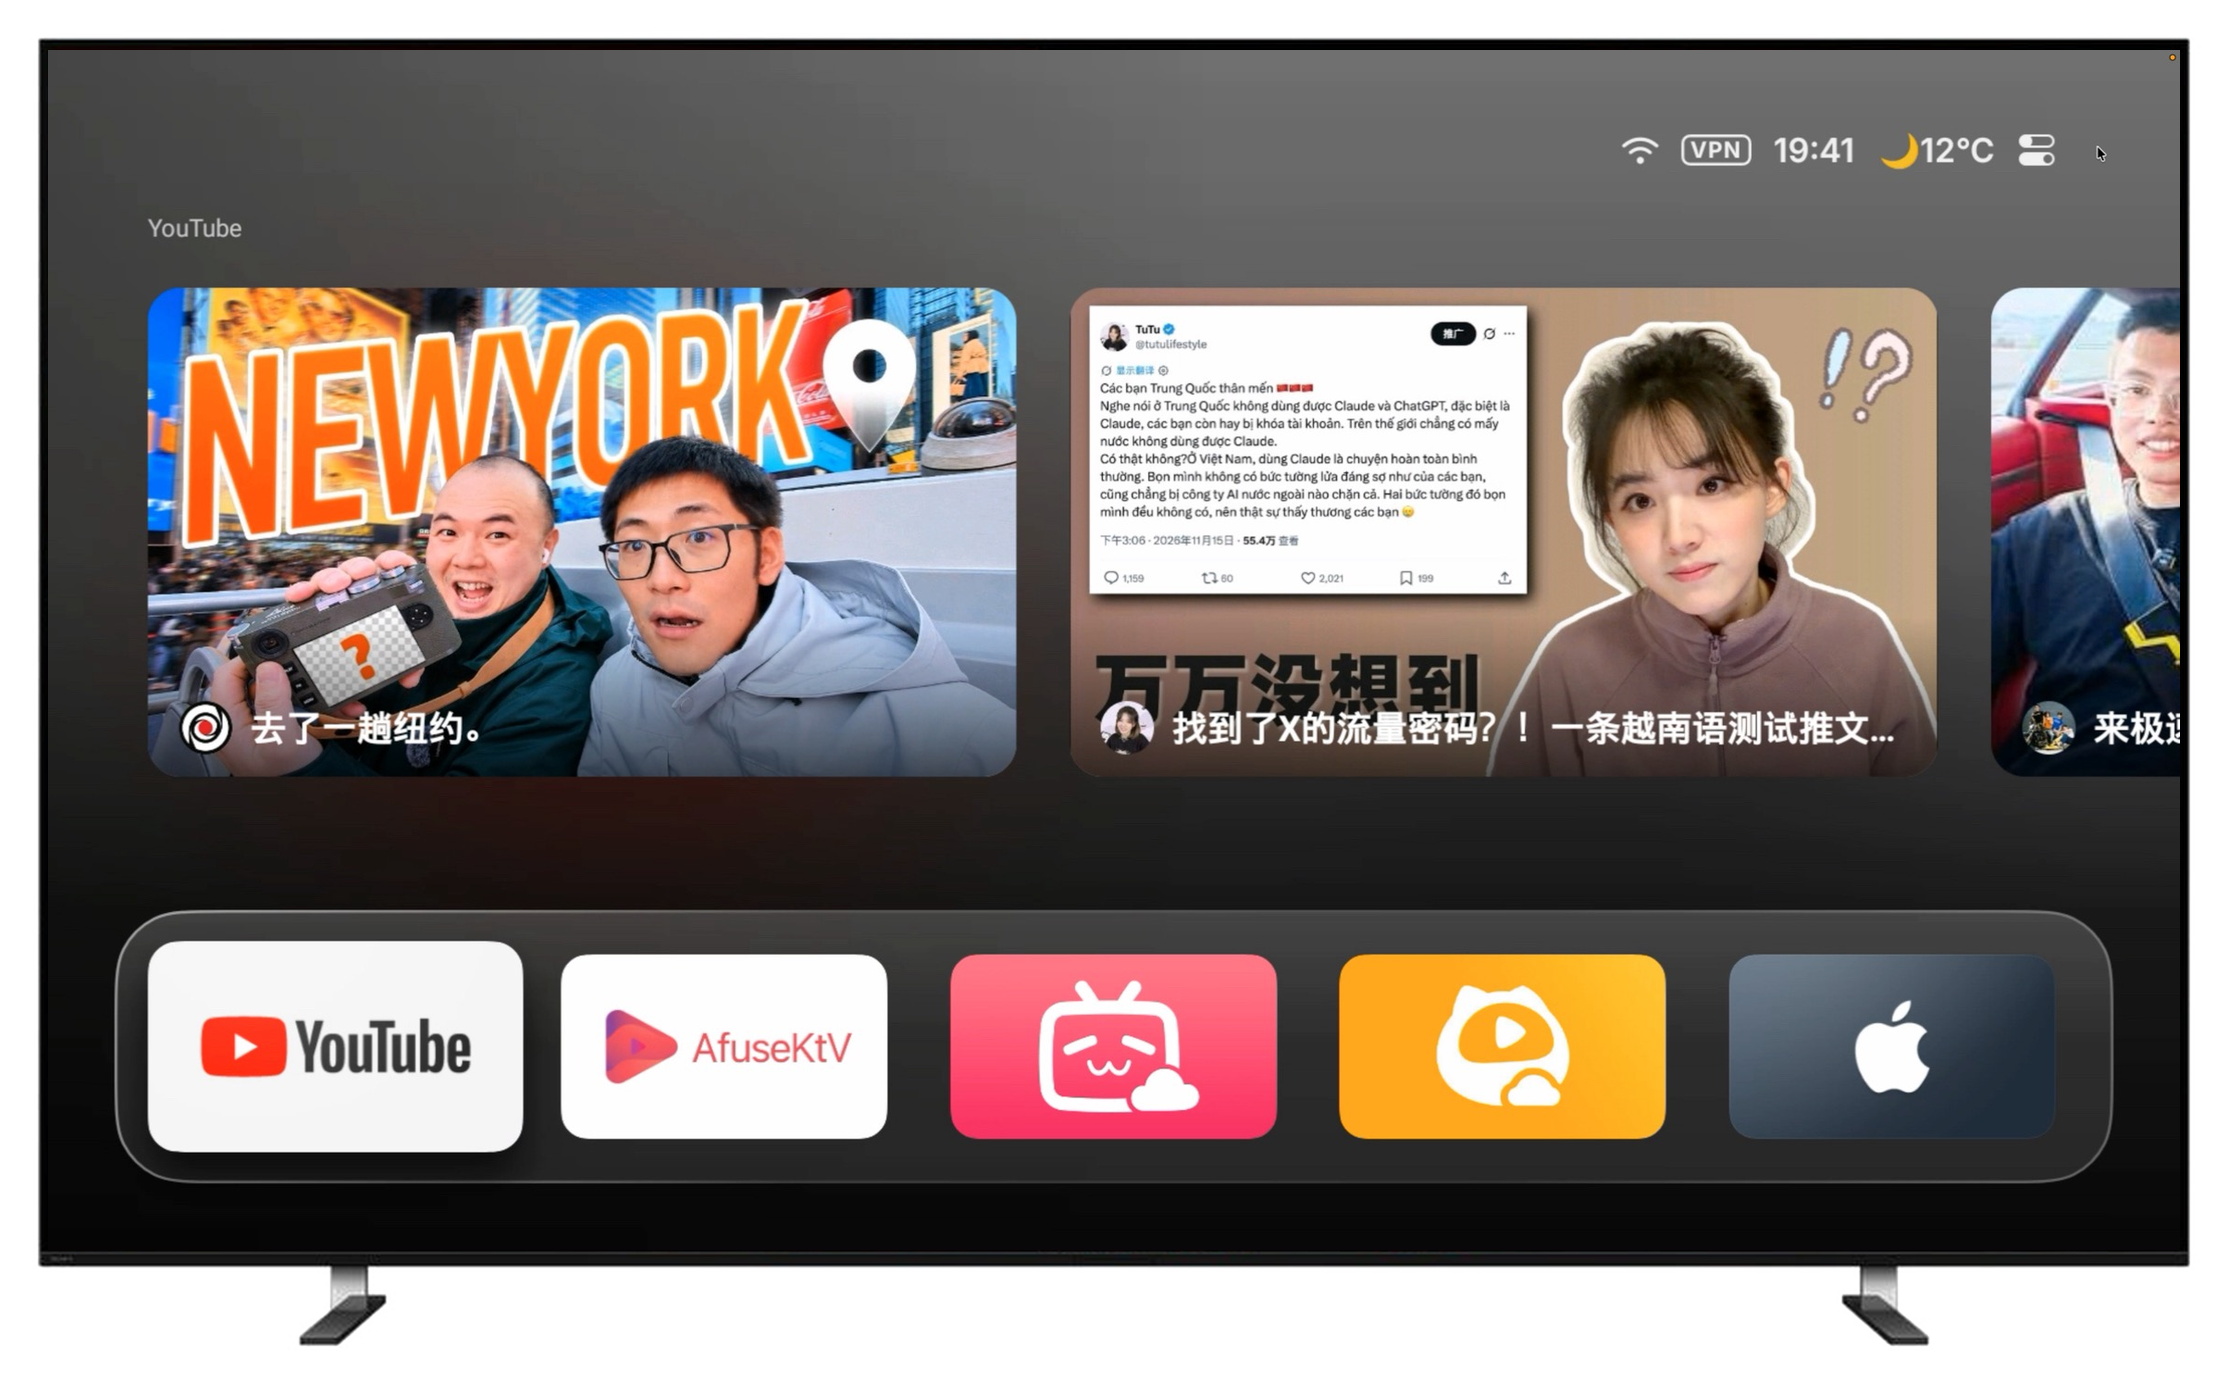 VPN
19:41
12°C
YouTube
NEWYORK
?
去了一趟纽约。
TuTu
@tutulifestyle
推广
显示翻译
Các bạn Trung Quốc thân mến 🇨🇳🇨🇳🇨🇳
Nghe nói ở Trung Quốc không dùng được Claude và ChatGPT, đặc biệt là
Claude, các bạn còn hay bị khóa tài khoản. Trên thế giới chẳng có mấy
nước không dùng được Claude.
Có thật không?Ở Việt Nam, dùng Claude là chuyện hoàn toàn bình
thường. Bọn mình không có bức tường lửa đáng sợ như của các bạn,
cũng chẳng bị công ty AI nước ngoài nào chặn cả. Hai bức tường đó bọn
mình đều không có, nên thật sự thấy thương các bạn 😄
下午3:06 · 2026年11月15日 · 55.4万 查看
1,159
60
2,021
199
!?
万万没想到
找到了X的流量密码？！一条越南语测试推文...
来极速
YouTube
AfuseKtV